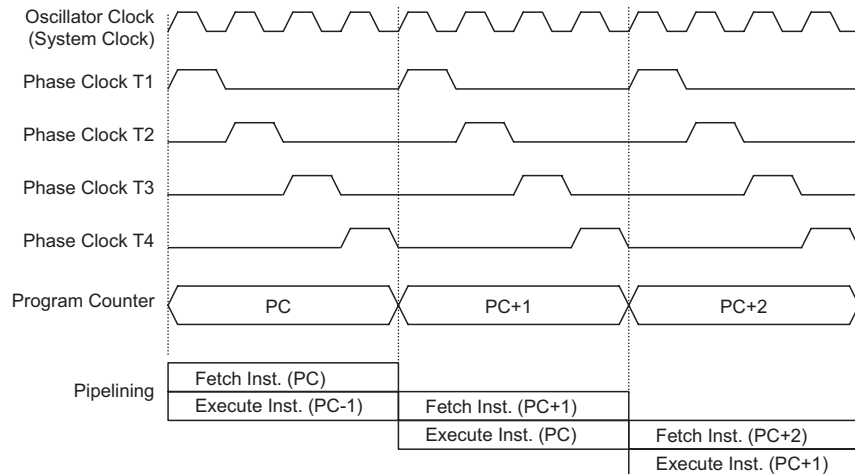 Oscillator Clock
(System Clock)
Phase Clock T1
Phase Clock T2
Phase Clock T3
Phase Clock T4
Program Counter
PC
PC+1
PC+2
Pipelining
Fetch Inst. (PC)
Execute Inst. (PC-1)
Fetch Inst. (PC+1)
Execute Inst. (PC)
Fetch Inst. (PC+2)
Execute Inst. (PC+1)